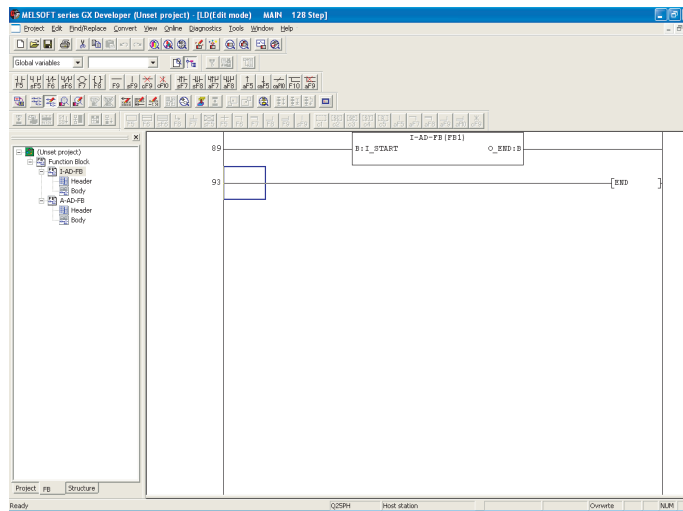 MELSOFT series GX Developer (Unset project) - [LD(Edit mode) MAIN 128 Step]
Project Edit Find/Replace Convert View Online Diagnostics Tools Window Help
Global variables
F5 sF5 F6 sF6 F7 F8 F9 sF9 cF9 cF10 sF7 sF8 aF7 aF8 aF5 caF5 caF10 F10 aF9
(Unset project)
Function Block
I-AD-FB
Header
Body
A-AD-FB
Header
Body
89
I-AD-FB(FB1)
B:I_START O_END:B
93
END
Project FB Structure
Ready Q25PH Host station Ovrwrte NUM